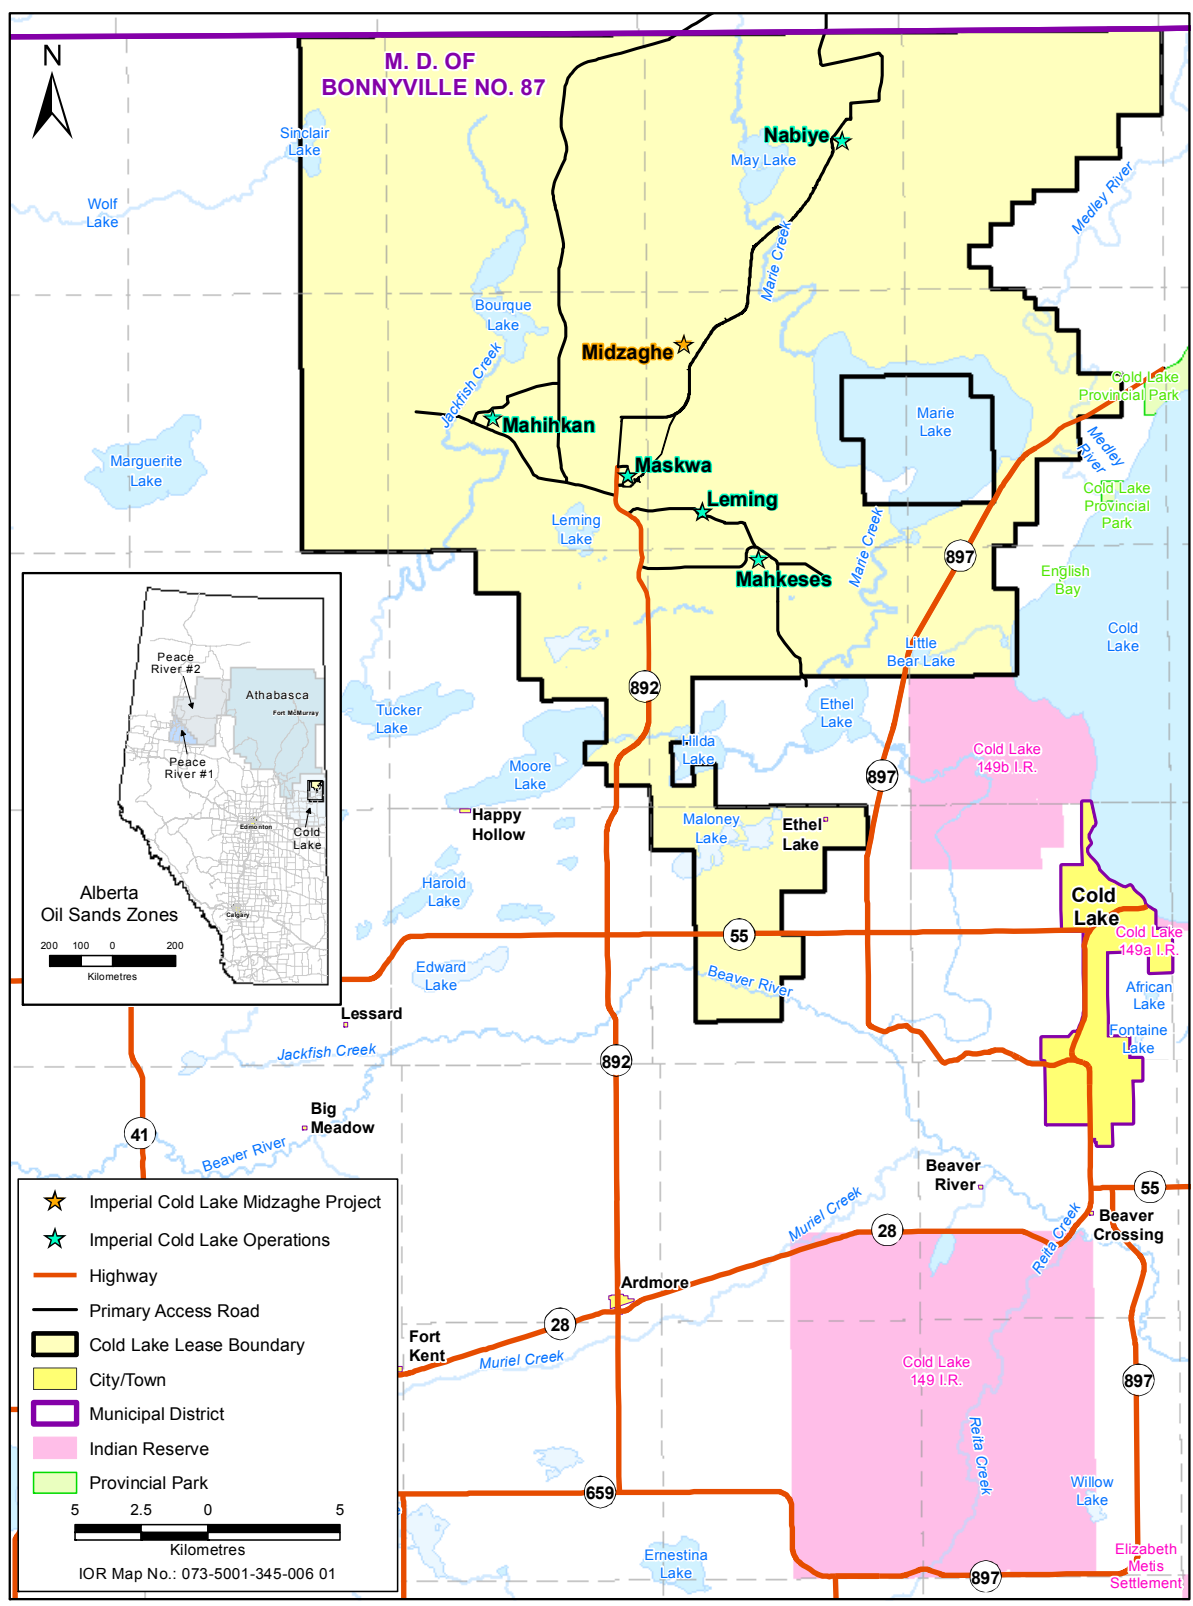 N
M. D. OF
BONNYVILLE NO. 87
Sinclair
Lake
Wolf
Lake
Nabiye
May Lake
Medley River
Marie Creek
Bourque
Lake
Midzaghe
Jackfish Creek
Mahihkan
Marie
Lake
Cold Lake
Provincial Park
Medley
River
Marguerite
Lake
Maskwa
Leming
Leming
Lake
Cold Lake
Provincial
Park
Marie Creek
897
Mahkeses
English
Bay
Cold
Lake
Little
Bear Lake
892
Tucker
Lake
Ethel
Lake
Hilda
Lake
Moore
Lake
Cold Lake
149b I.R.
897
Happy
Hollow
Maloney
Lake
Ethel
Lake
Harold
Lake
Cold
Lake
55
Cold Lake
149a I.R.
Edward
Lake
Beaver River
African
Lake
Lessard
Jackfish Creek
Fontaine
Lake
892
Big
Meadow
41
Beaver River
Beaver
River
55
Muriel Creek
Reita Creek
Beaver
Crossing
28
Ardmore
28
Fort
Kent
Muriel Creek
Cold Lake
149 I.R.
897
Reita Creek
659
Willow
Lake
Ernestina
Lake
897
Elizabeth
Metis
Settlement
Peace
River #2
Athabasca
Fort McMurray
Peace
River #1
Edmonton
Cold
Lake
Calgary
Alberta
Oil Sands Zones
200 100 0 200
Kilometres
Imperial Cold Lake Midzaghe Project
Imperial Cold Lake Operations
Highway
Primary Access Road
Cold Lake Lease Boundary
City/Town
Municipal District
Indian Reserve
Provincial Park
5 2.5 0 5
Kilometres
IOR Map No.: 073-5001-345-006 01